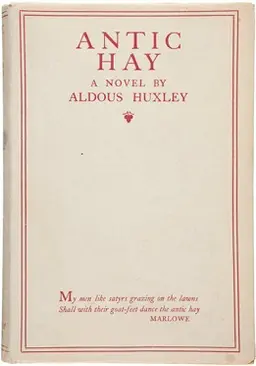 ANTIC
HAY
A NOVEL BY
ALDOUS HUXLEY
My men like satyrs grazing on the lawns
Shall with their goat-feet dance the antic hay
MARLOWE